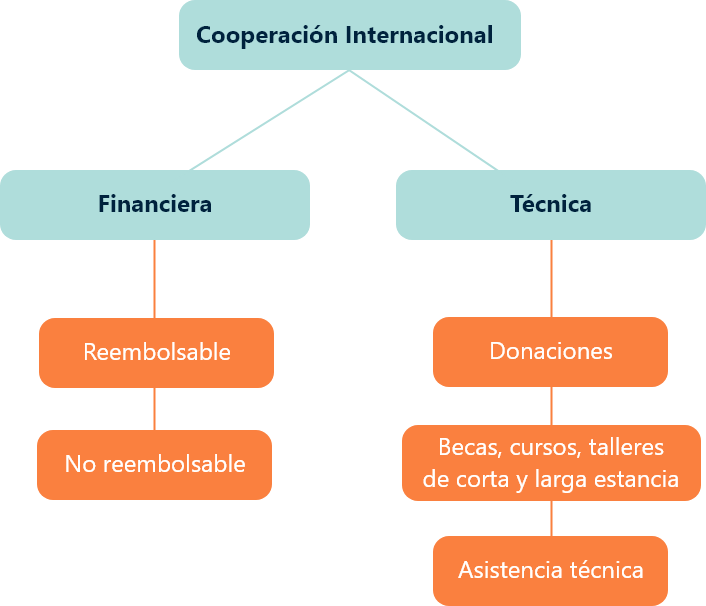 Cooperación Internacional
Financiera
Técnica
Reembolsable
Donaciones
No reembolsable
Becas, cursos, talleres
de corta y larga estancia
Asistencia técnica